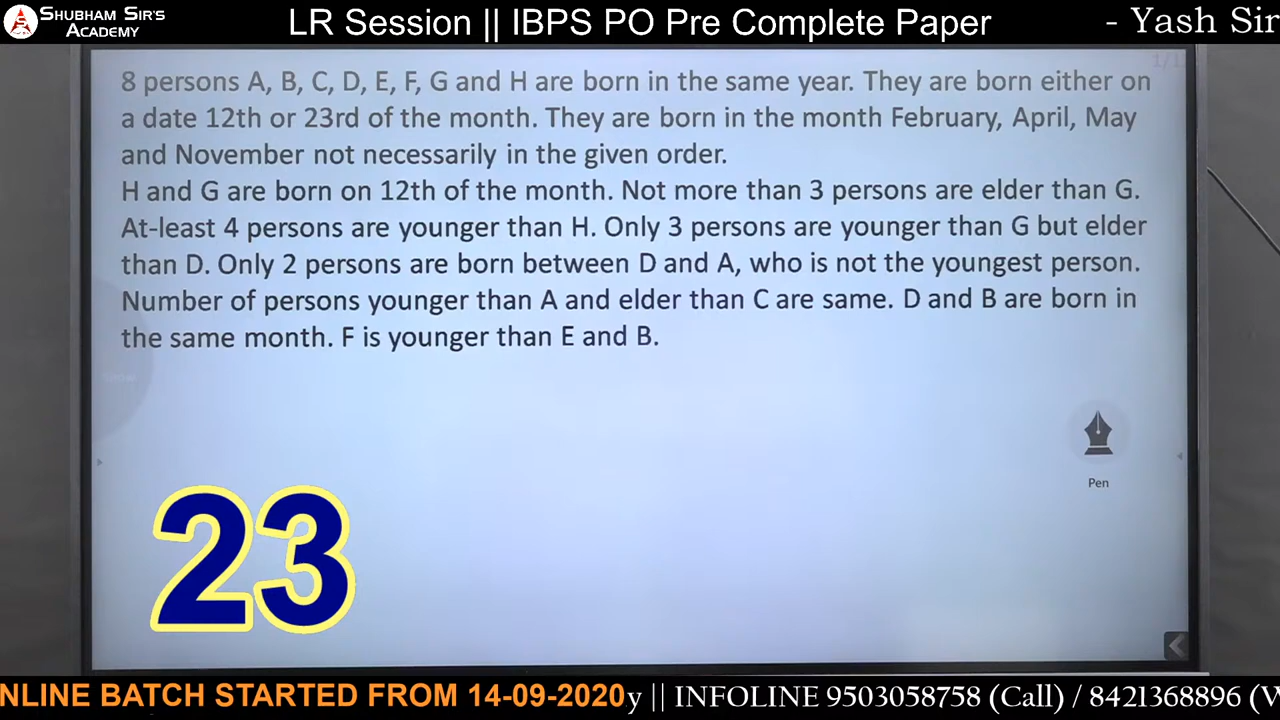 SHUBHAM SIR'S
ACADEMY
LR Session || IBPS PO Pre Complete Paper
- Yash Sir
8 persons A, B, C, D, E, F, G and H are born in the same year. They are born either on
a date 12th or 23rd of the month. They are born in the month February, April, May
and November not necessarily in the given order.
H and G are born on 12th of the month. Not more than 3 persons are elder than G.
At-least 4 persons are younger than H. Only 3 persons are younger than G but elder
than D. Only 2 persons are born between D and A, who is not the youngest person.
Number of persons younger than A and elder than C are same. D and B are born in
the same month. F is younger than E and B.
Pen
23
NLINE BATCH STARTED FROM 14-09-2020
y || INFOLINE 9503058758 (Call) / 8421368896 (W